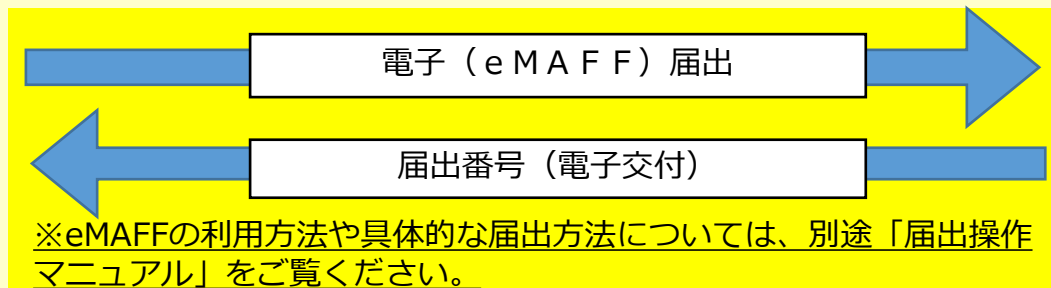 電子（ｅＭＡＦＦ）届出
届出番号（電子交付）
※eMAFFの利用方法や具体的な届出方法については、別途「届出操作
マニュアル」をご覧ください。